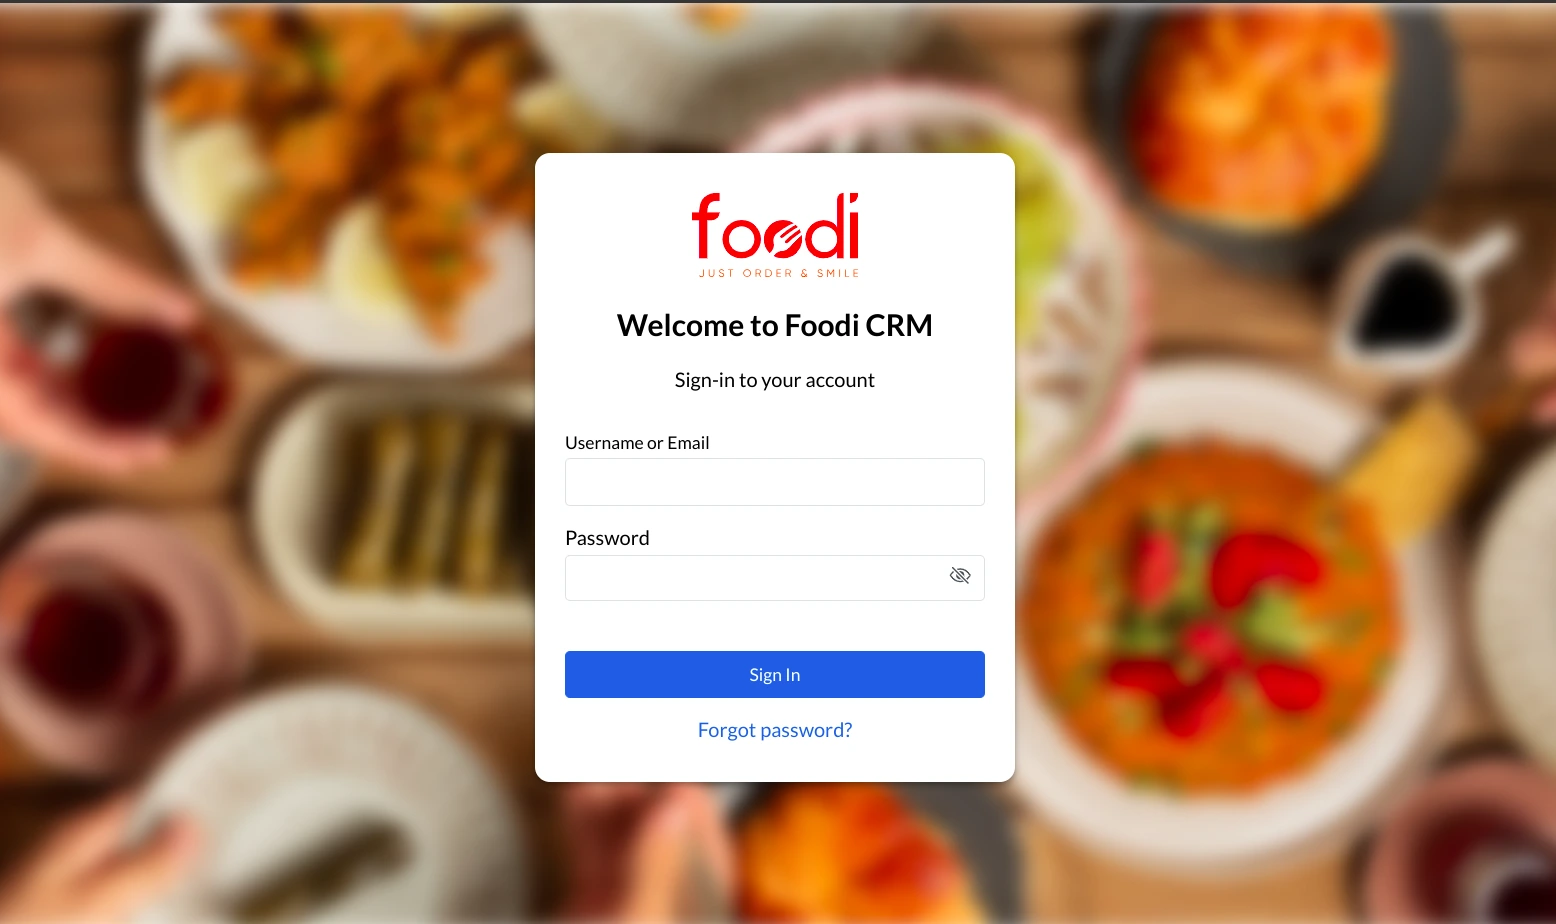 foodi
JUST ORDER & SMILE
Welcome to Foodi CRM
Sign-in to your account
Username or Email
Password
Sign In
Forgot password?